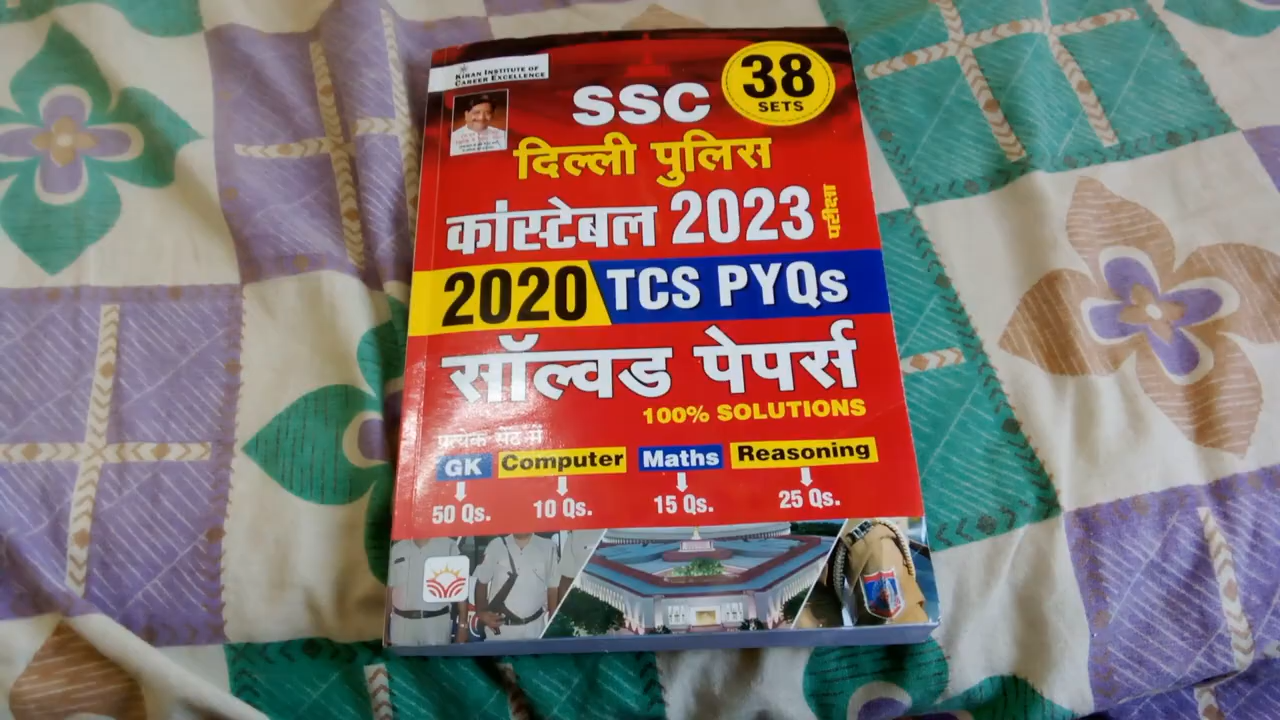 KIRAN INSTITUTE OF
CAREER EXCELLENCE
38
SETS
SSC
दिल्ली पुलिस
कांस्टेबल 2023 परीक्षा
2020 TCS PYQs
सॉल्वड पेपर्स
100% SOLUTIONS
प्रत्येक सेट में
GK Computer Maths Reasoning
50 Qs. 10 Qs. 15 Qs. 25 Qs.